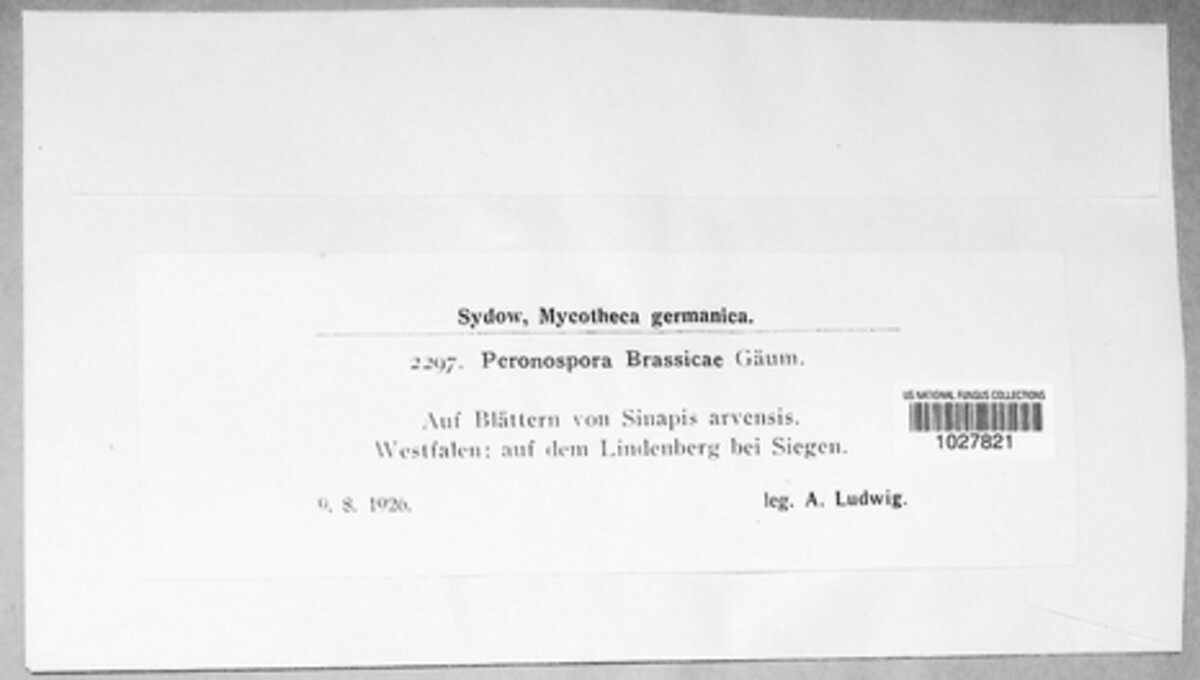 Sydow, Mycotheca germanica.
2297. Peronospora Brassicae Gäum.
Auf Blättern von Sinapis arvensis.
Westfalen: auf dem Lindenberg bei Siegen.
9. 8. 1926. leg. A. Ludwig.
US NATIONAL FUNGUS COLLECTIONS
1027821